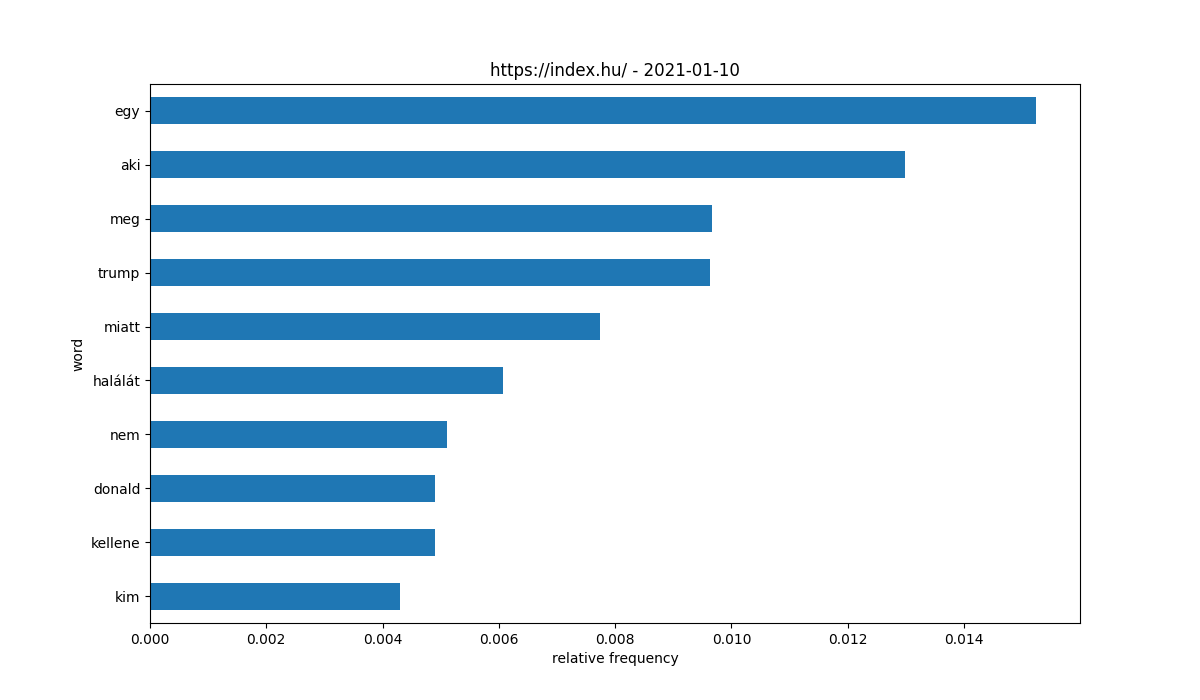 https://index.hu/ - 2021-01-10
egy
aki
meg
trump
miatt
halálát
nem
donald
kellene
kim
word
0.000 0.002 0.004 0.006 0.008 0.010 0.012 0.014
relative frequency